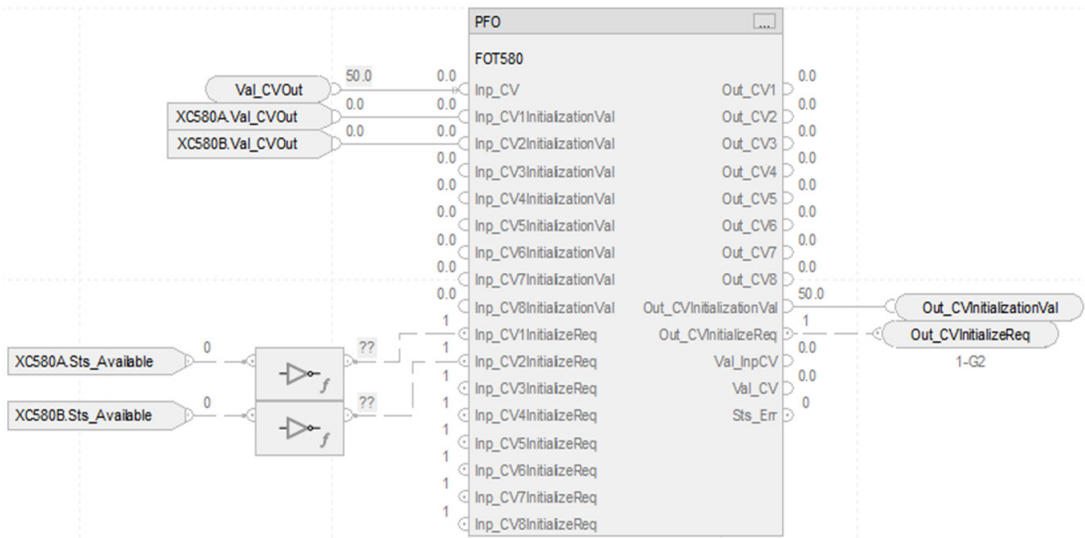 PFO
...
FOT580
Val_CVOut 50.0 0.0 Inp_CV Out_CV1 0.0
XC580A.Val_CVOut 0.0 0.0 Inp_CV1InitializationVal Out_CV2 0.0
XC580B.Val_CVOut 0.0 0.0 Inp_CV2InitializationVal Out_CV3 0.0
0.0 Inp_CV3InitializationVal Out_CV4 0.0
0.0 Inp_CV4InitializationVal Out_CV5 0.0
0.0 Inp_CV5InitializationVal Out_CV6 0.0
0.0 Inp_CV6InitializationVal Out_CV7 0.0
0.0 Inp_CV7InitializationVal Out_CV8 0.0
0.0 Inp_CV8InitializationVal Out_CVInitializationVal 50.0 Out_CVInitializationVal
1 Inp_CV1InitializeReq Out_CVInitializeReq 1 Out_CVInitializeReq
XC580A.Sts_Available 0 ?? 1 Inp_CV2InitializeReq Val_InpCV 0.0 1-G2
f
1 Inp_CV3InitializeReq Val_CV 0.0
XC580B.Sts_Available 0 ?? 1 Inp_CV4InitializeReq Sts_Err 0
f
1 Inp_CV5InitializeReq
1 Inp_CV6InitializeReq
1 Inp_CV7InitializeReq
1 Inp_CV8InitializeReq